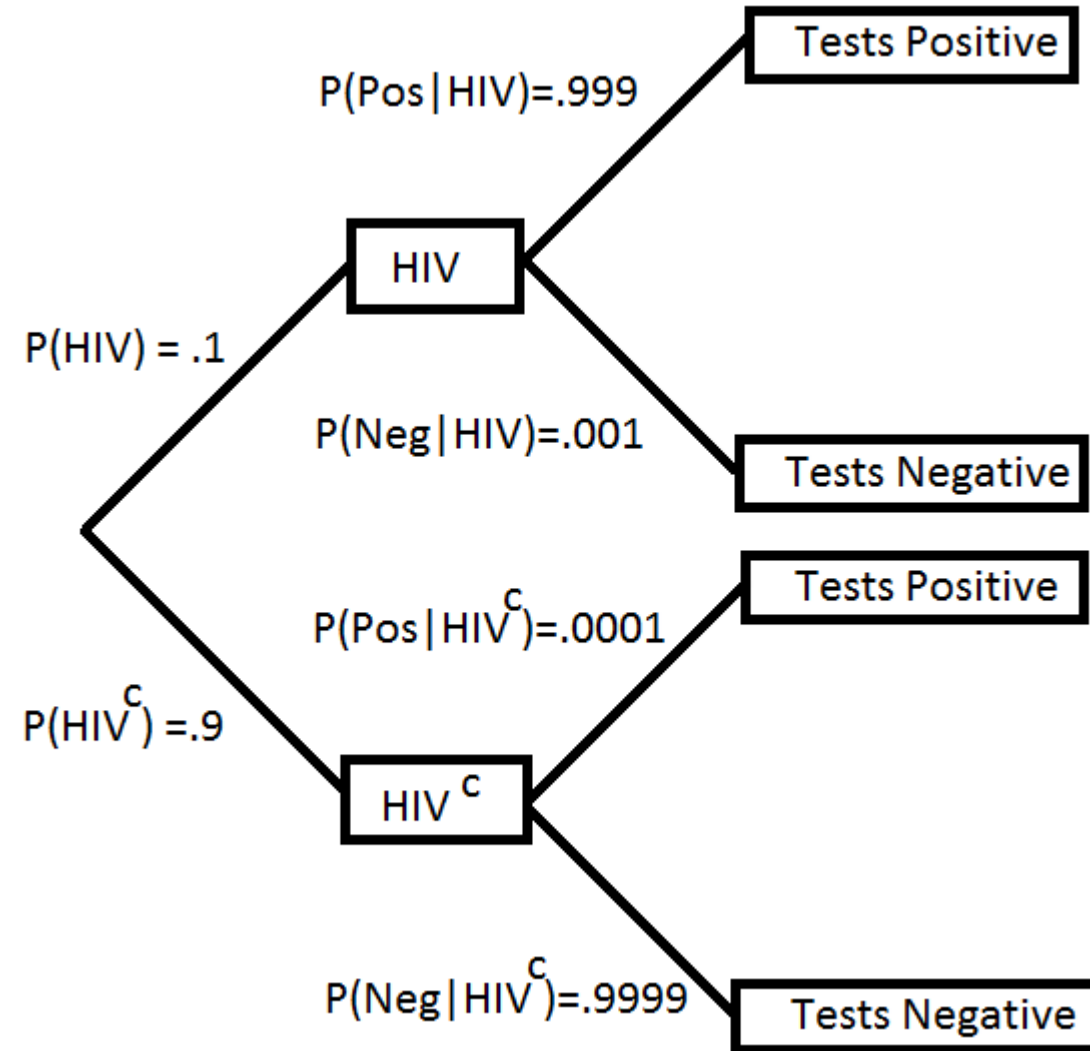 Tests Positive
P(Pos|HIV)=.999
HIV
P(HIV) = .1
P(Neg|HIV)=.001
Tests Negative
Tests Positive
P(Pos|HIVᶜ)=.0001
P(HIVᶜ) =.9
HIV ᶜ
P(Neg|HIVᶜ)=.9999
Tests Negative